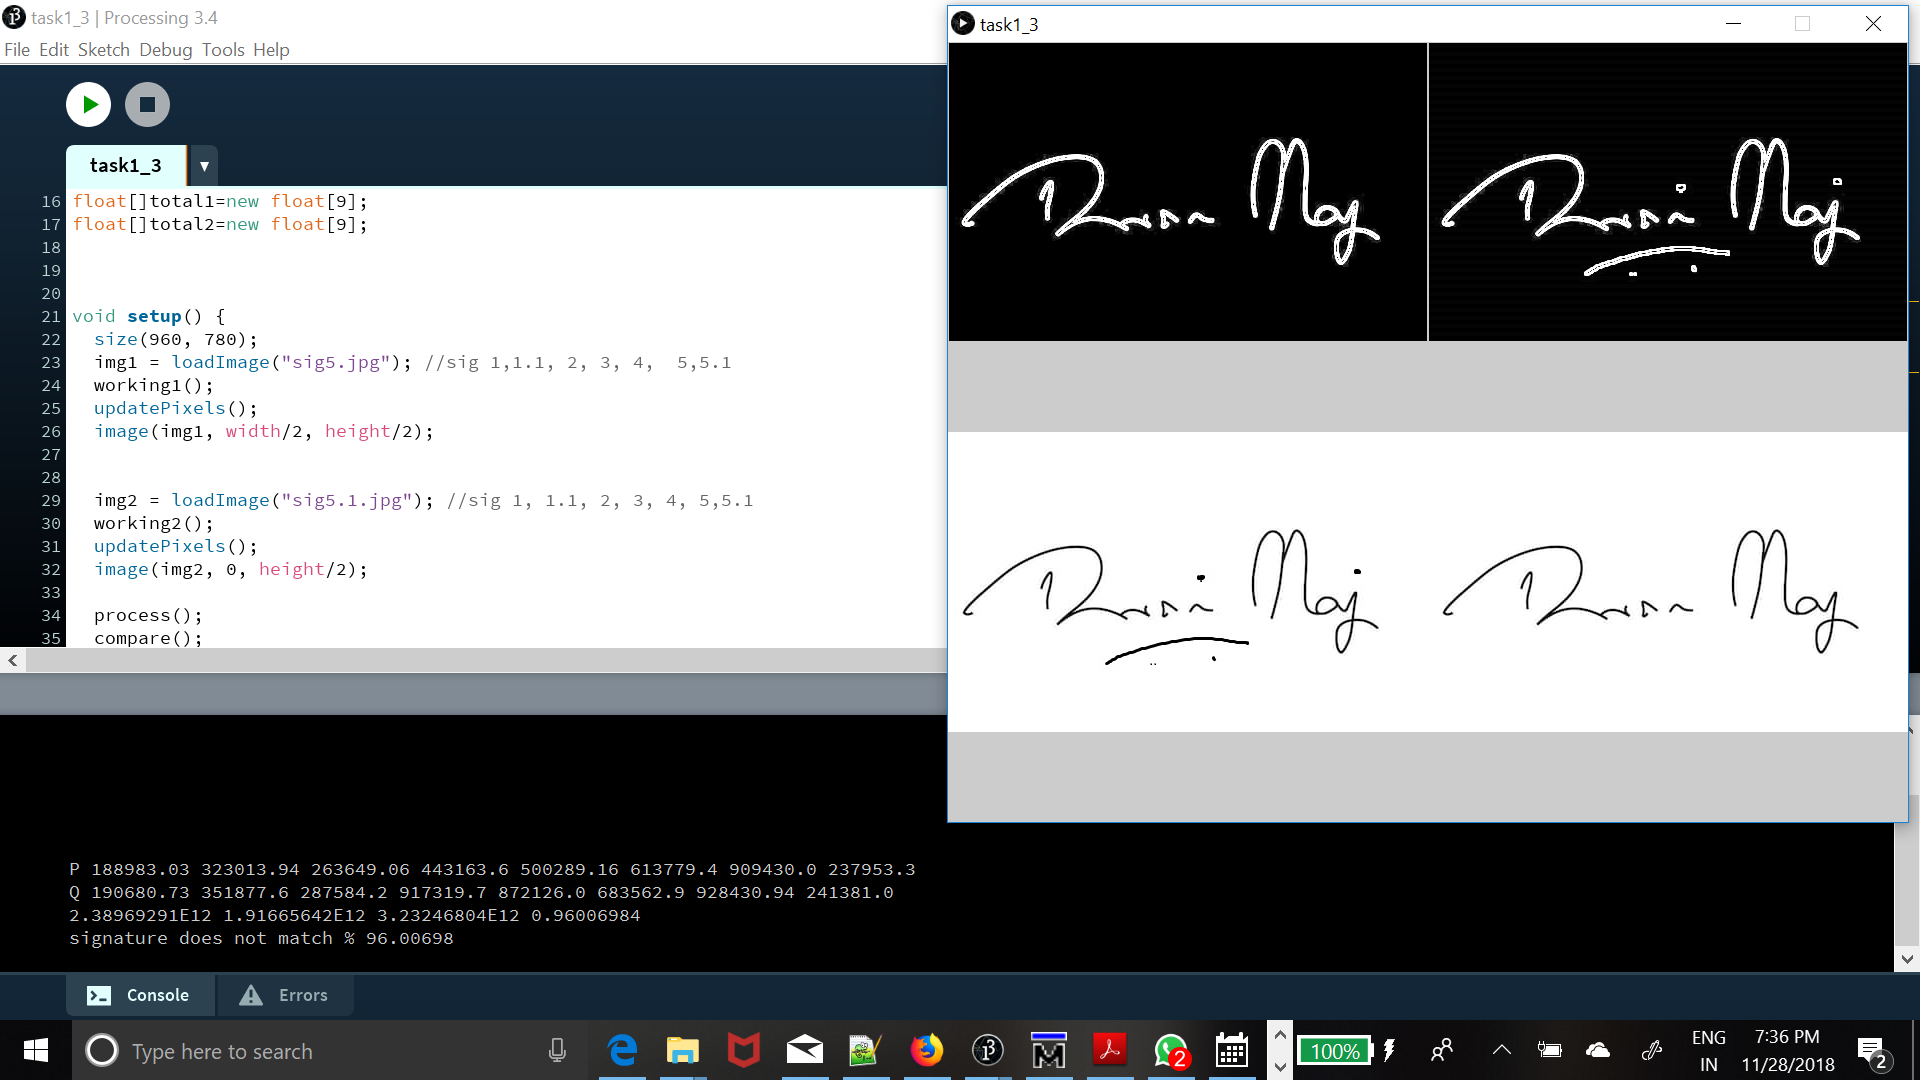 task1_3 | Processing 3.4
File Edit Sketch Debug Tools Help
task1_3
16 float[]total1=new float[9];
17 float[]total2=new float[9];
18
19
20
21 void setup() {
22 size(960, 780);
23 img1 = loadImage("sig5.jpg"); //sig 1,1.1, 2, 3, 4,  5,5.1
24 working1();
25 updatePixels();
26 image(img1, width/2, height/2);
27
28
29 img2 = loadImage("sig5.1.jpg"); //sig 1, 1.1, 2, 3, 4, 5,5.1
30 working2();
31 updatePixels();
32 image(img2, 0, height/2);
33
34 process();
35 compare();
task1_3
P 188983.03 323013.94 263649.06 443163.6 500289.16 613779.4 909430.0 237953.3
Q 190680.73 351877.6 287584.2 917319.7 872126.0 683562.9 928430.94 241381.0
2.38969291E12 1.91665642E12 3.23246804E12 0.96006984
signature does not match % 96.00698
Console
Errors
Type here to search
2
100%
ENG
IN
7:36 PM
11/28/2018
2